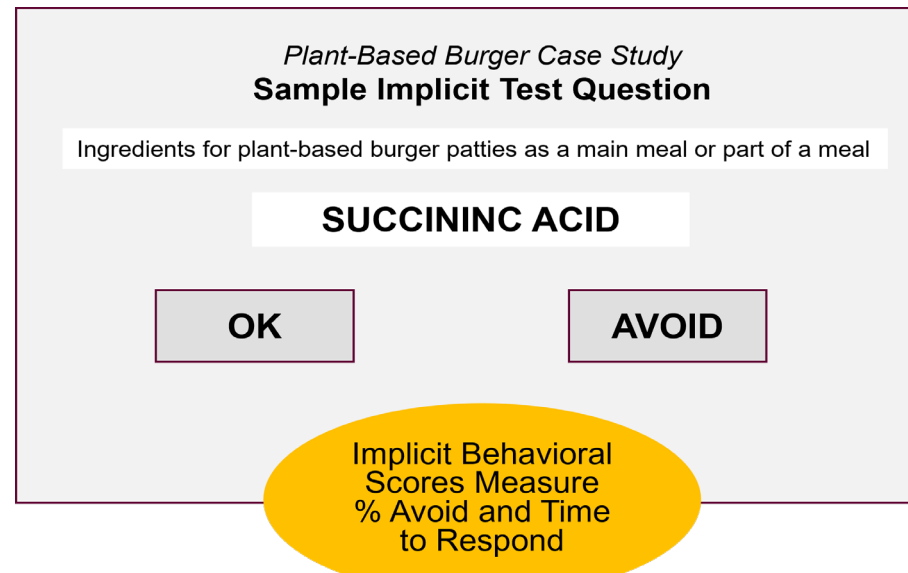 Plant-Based Burger Case Study
Sample Implicit Test Question
Ingredients for plant-based burger patties as a main meal or part of a meal
SUCCININC ACID
OK
AVOID
Implicit Behavioral
Scores Measure
% Avoid and Time
to Respond